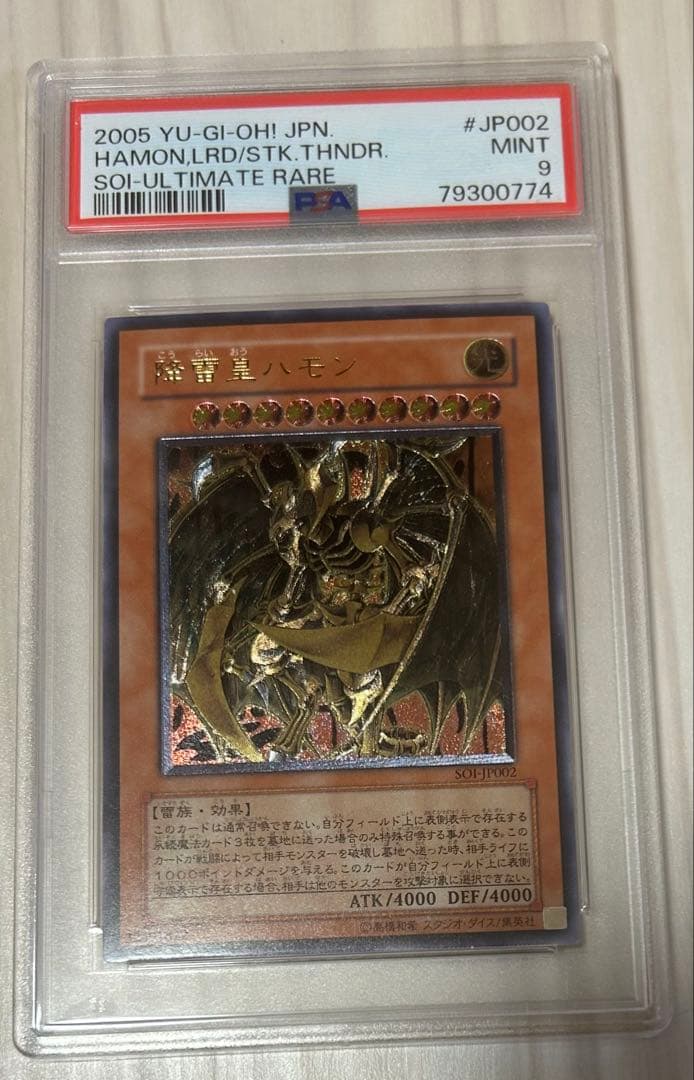 2005 YU-GI-OH! JPN. #JP002
HAMON,LRD/STK.THNDR. MINT
SOI-ULTIMATE RARE 9
PSA 79300774
こう らい おう
降雷皇ハモン
光
SOI-JP002
【雷族・効果】
このカードは通常召喚できない。自分フィールド上に表側表示で存在する
永続魔法カード3枚を墓地に送った場合のみ特殊召喚する事ができる。この
カードが戦闘によって相手モンスターを破壊し墓地へ送った時、相手ライフに
1000ポイントダメージを与える。このカードが自分フィールド上に表側
守備表示で存在する場合、相手は他のモンスターを攻撃対象に選択できない。
ATK/4000 DEF/4000
©高橋和希 スタジオ・ダイス/集英社